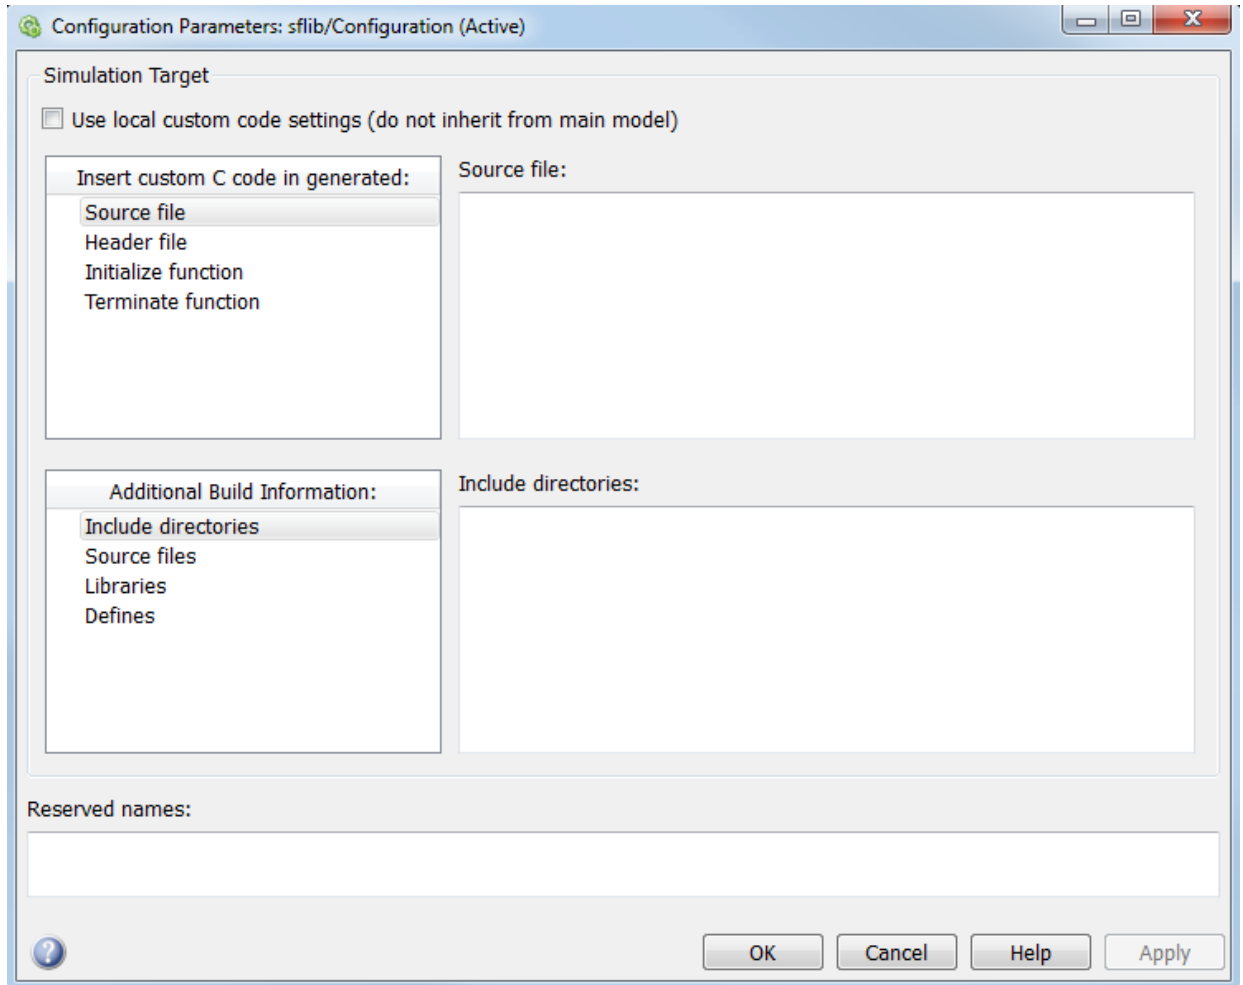 Configuration Parameters: sflib/Configuration (Active)
Simulation Target
Use local custom code settings (do not inherit from main model)
Insert custom C code in generated:
Source file
Header file
Initialize function
Terminate function
Source file:
Additional Build Information:
Include directories
Source files
Libraries
Defines
Include directories:
Reserved names:
OK
Cancel
Help
Apply